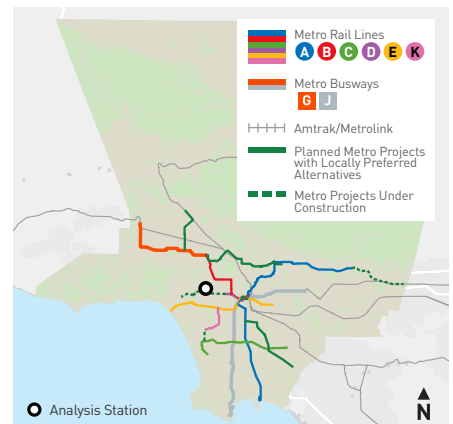 Metro Rail Lines
A B C D E K
Metro Busways
G J
Amtrak/Metrolink
Planned Metro Projects
with Locally Preferred
Alternatives
Metro Projects Under
Construction
Analysis Station
N